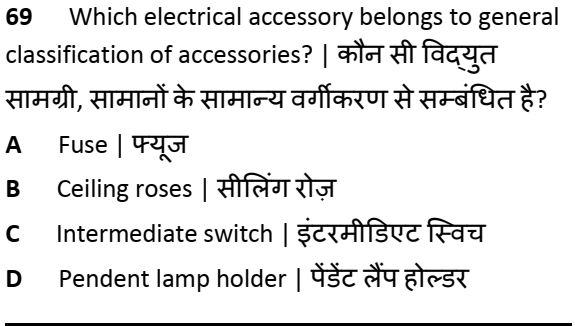 69 Which electrical accessory belongs to general
classification of accessories? | कौन सी विद्युत
सामग्री, सामानों के सामान्य वर्गीकरण से सम्बंधित है?
A Fuse | फ्यूज
B Ceiling roses | सीलिंग रोज़
C Intermediate switch | इंटरमीडिएट स्विच
D Pendent lamp holder | पेंडेंट लैंप होल्डर